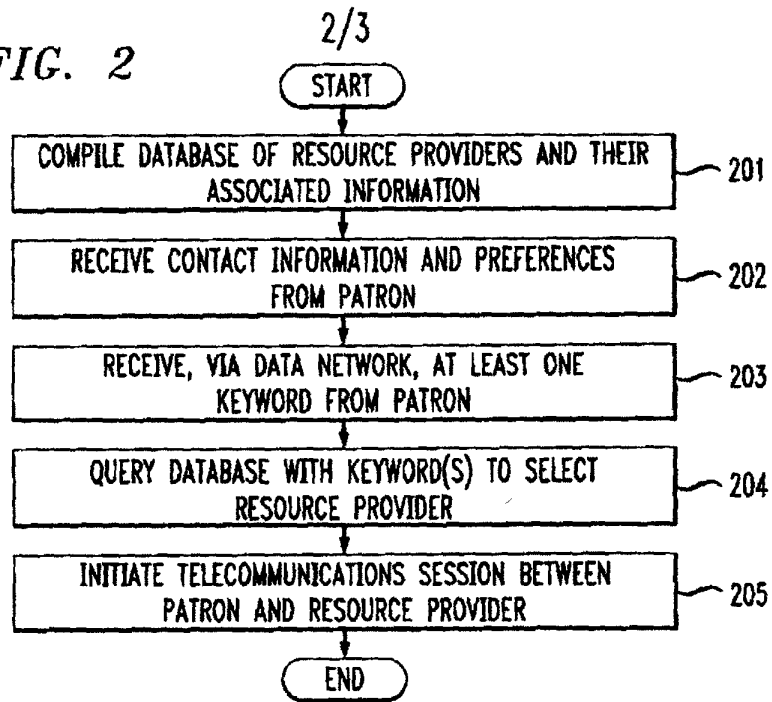 2/3
FIG. 2
START
COMPILE DATABASE OF RESOURCE PROVIDERS AND THEIR
ASSOCIATED INFORMATION
201
RECEIVE CONTACT INFORMATION AND PREFERENCES
FROM PATRON
202
RECEIVE, VIA DATA NETWORK, AT LEAST ONE
KEYWORD FROM PATRON
203
QUERY DATABASE WITH KEYWORD(S) TO SELECT
RESOURCE PROVIDER
204
INITIATE TELECOMMUNICATIONS SESSION BETWEEN
PATRON AND RESOURCE PROVIDER
205
END